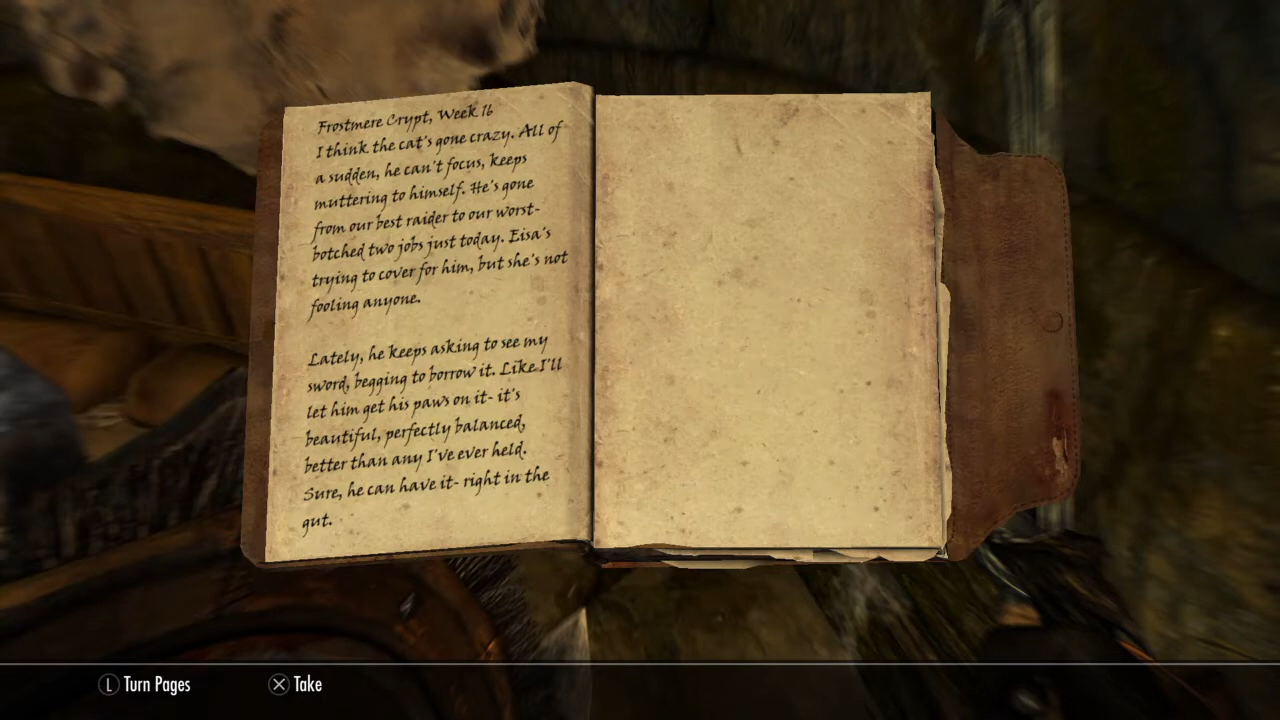 Frostmere Crypt, Week 16
I think the cat's gone crazy. All of
a sudden, he can't focus, keeps
muttering to himself. He's gone
from our best raider to our worst-
botched two jobs just today. Eisa's
trying to cover for him, but she's not
fooling anyone.
Lately, he keeps asking to see my
sword, begging to borrow it. Like I'll
let him get his paws on it- it's
beautiful, perfectly balanced,
better than any I've ever held.
Sure, he can have it- right in the
gut.
L Turn Pages
X Take